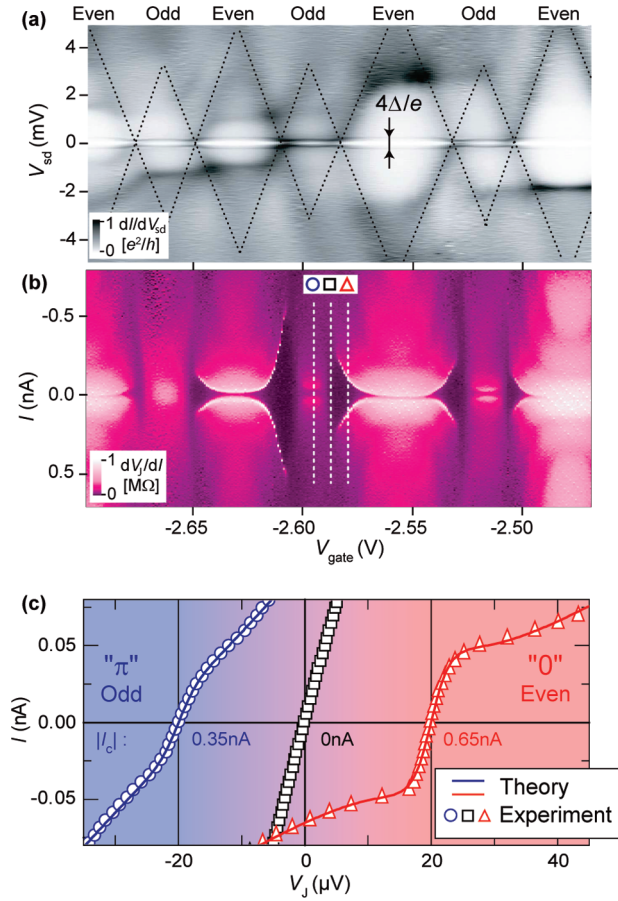 Even Odd Even Odd Even Odd Even
(a)
4
2
0
-2
-4
V_sd (mV)
4Δ/e
1 dI/dV_sd
0 [e²/h]
(b)
-0.5
0.0
0.5
I (nA)
1 dV_J/dI
0 [MΩ]
-2.65 -2.60 -2.55 -2.50
V_gate (V)
(c)
0.05
0.00
-0.05
I (nA)
"π" "0"
Odd Even
|I_c| : 0.35nA 0nA 0.65nA
Theory
Experiment
-20 0 20 40
V_J (μV)